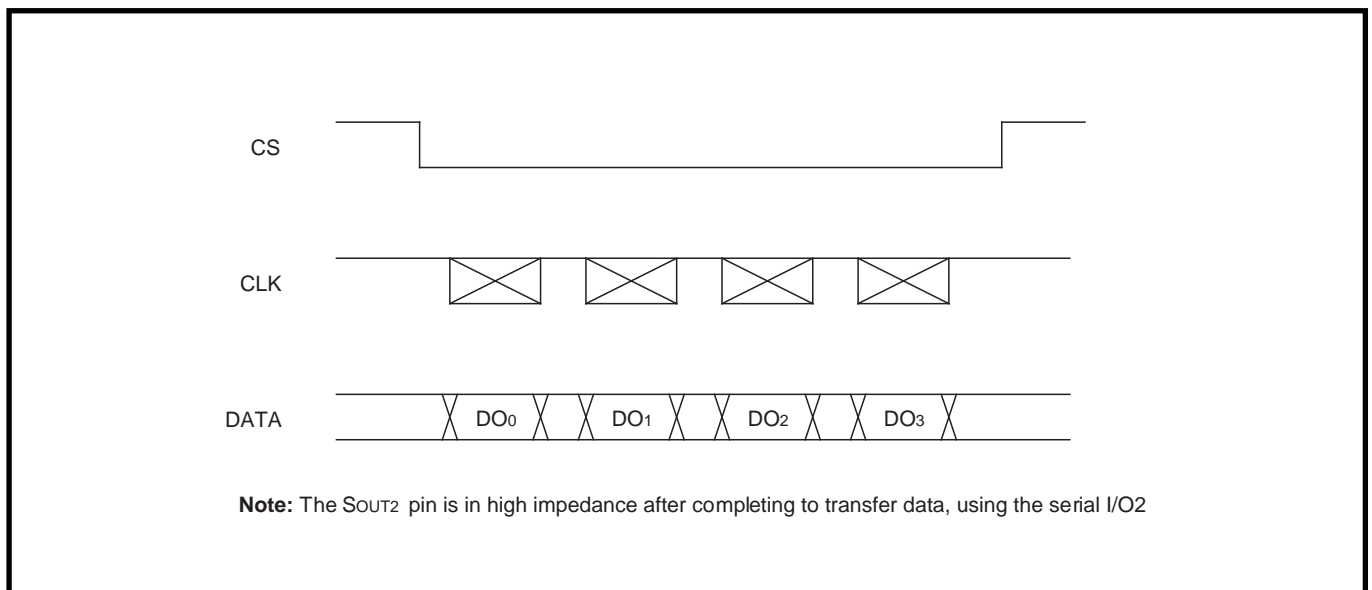 CS
CLK
DATA DO0 DO1 DO2 DO3
Note: The SOUT2 pin is in high impedance after completing to transfer data, using the serial I/O2